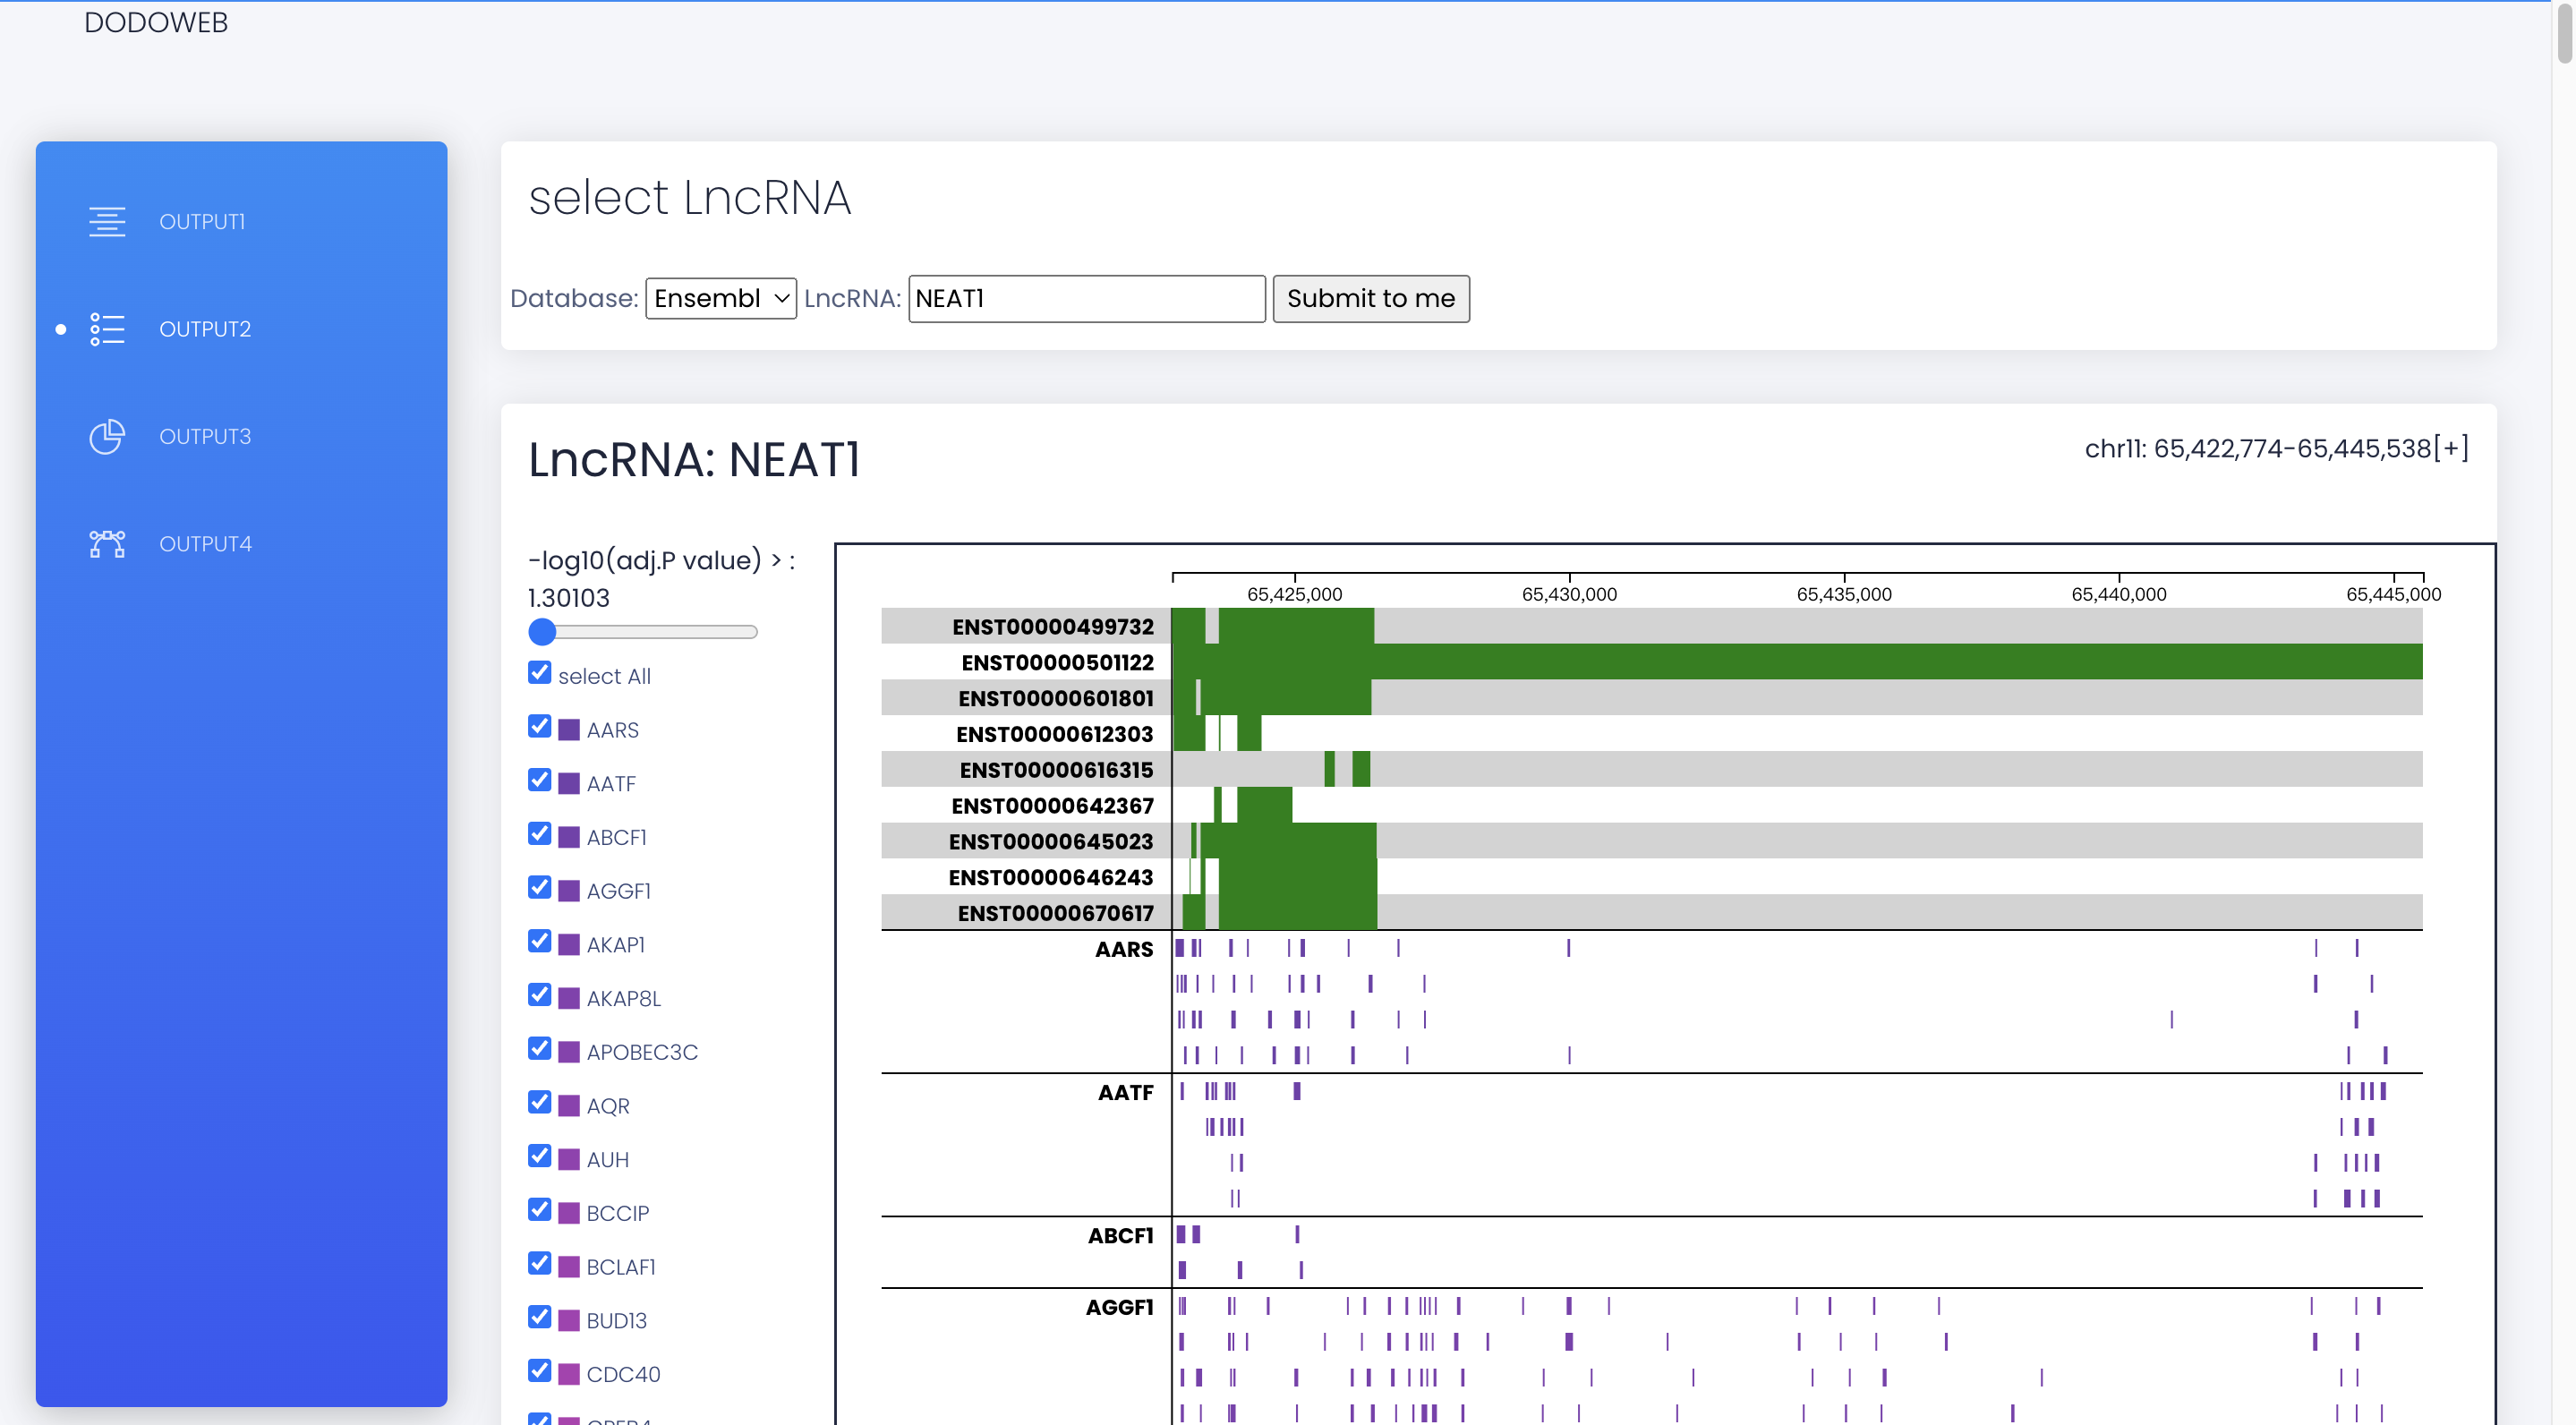 DODOWEB
OUTPUT1
OUTPUT2
OUTPUT3
OUTPUT4
select LncRNA
Database: Ensembl LncRNA: NEAT1 Submit to me
LncRNA: NEAT1
chr11: 65,422,774-65,445,538[+]
-log10(adj.P value) > :
1.30103
select All
AARS
AATF
ABCF1
AGGF1
AKAP1
AKAP8L
APOBEC3C
AQR
AUH
BCCIP
BCLAF1
BUD13
CDC40
65,425,000 65,430,000 65,435,000 65,440,000 65,445,000
ENST00000499732
ENST00000501122
ENST00000601801
ENST00000612303
ENST00000616315
ENST00000642367
ENST00000645023
ENST00000646243
ENST00000670617
AARS
AATF
ABCF1
AGGF1